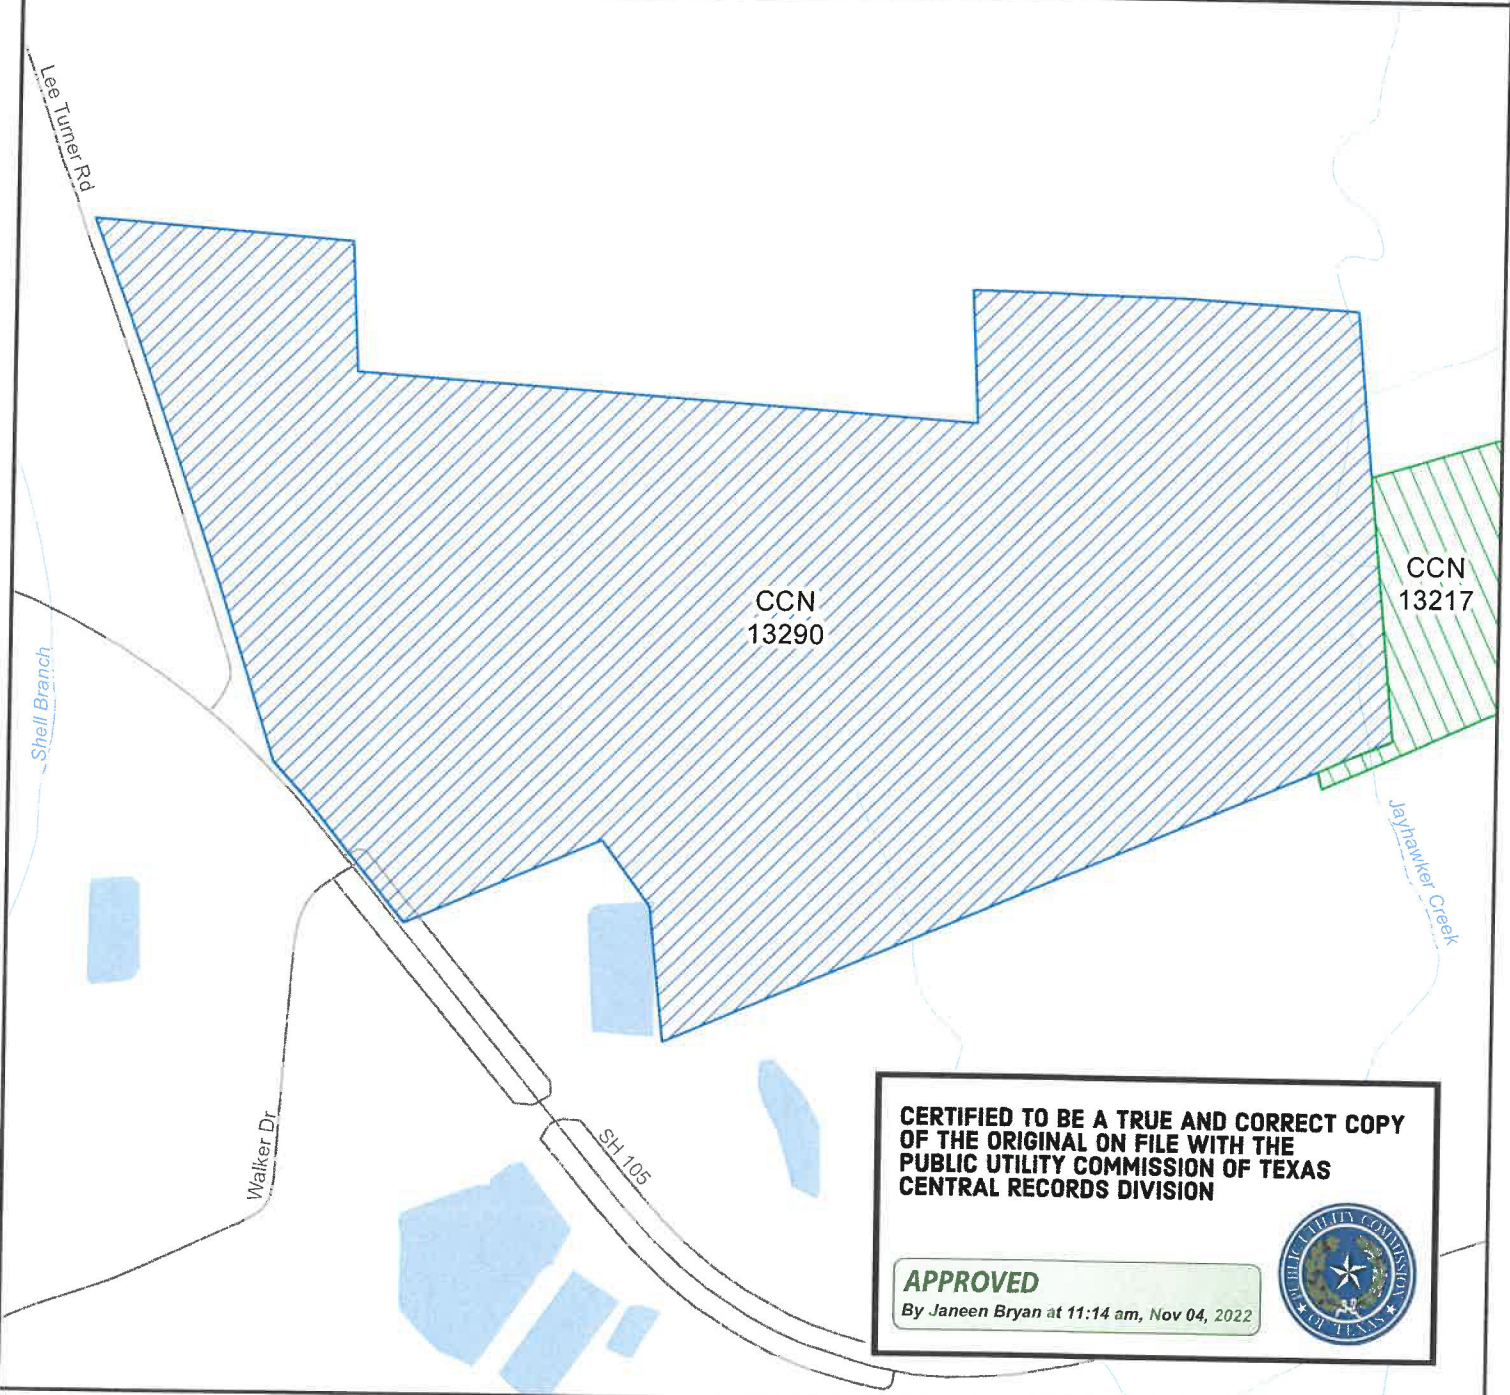 Lee Turner Rd
CCN
13290
CCN
13217
Shell Branch
Jayhawker Creek
Walker Dr
SH 105
CERTIFIED TO BE A TRUE AND CORRECT COPY
OF THE ORIGINAL ON FILE WITH THE
PUBLIC UTILITY COMMISSION OF TEXAS
CENTRAL RECORDS DIVISION
APPROVED
By Janeen Bryan at 11:14 am, Nov 04, 2022
PUBLIC UTILITY COMMISSION
OF TEXAS